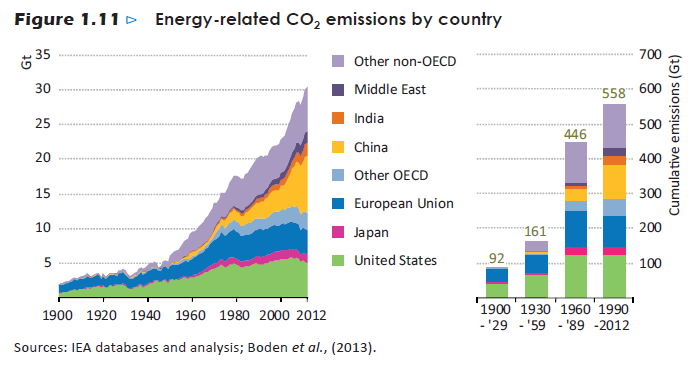 Figure 1.11 ▷ Energy-related CO₂ emissions by country
Gt
35
30
25
20
15
10
5
1900 1920 1940 1960 1980 2000 2012
Other non-OECD
Middle East
India
China
Other OECD
European Union
Japan
United States
700
600
500
400
300
200
100
Cumulative emissions (Gt)
92
161
446
558
1900 1930 1960 1990
- '29 - '59 - '89 -2012
Sources: IEA databases and analysis; Boden et al., (2013).